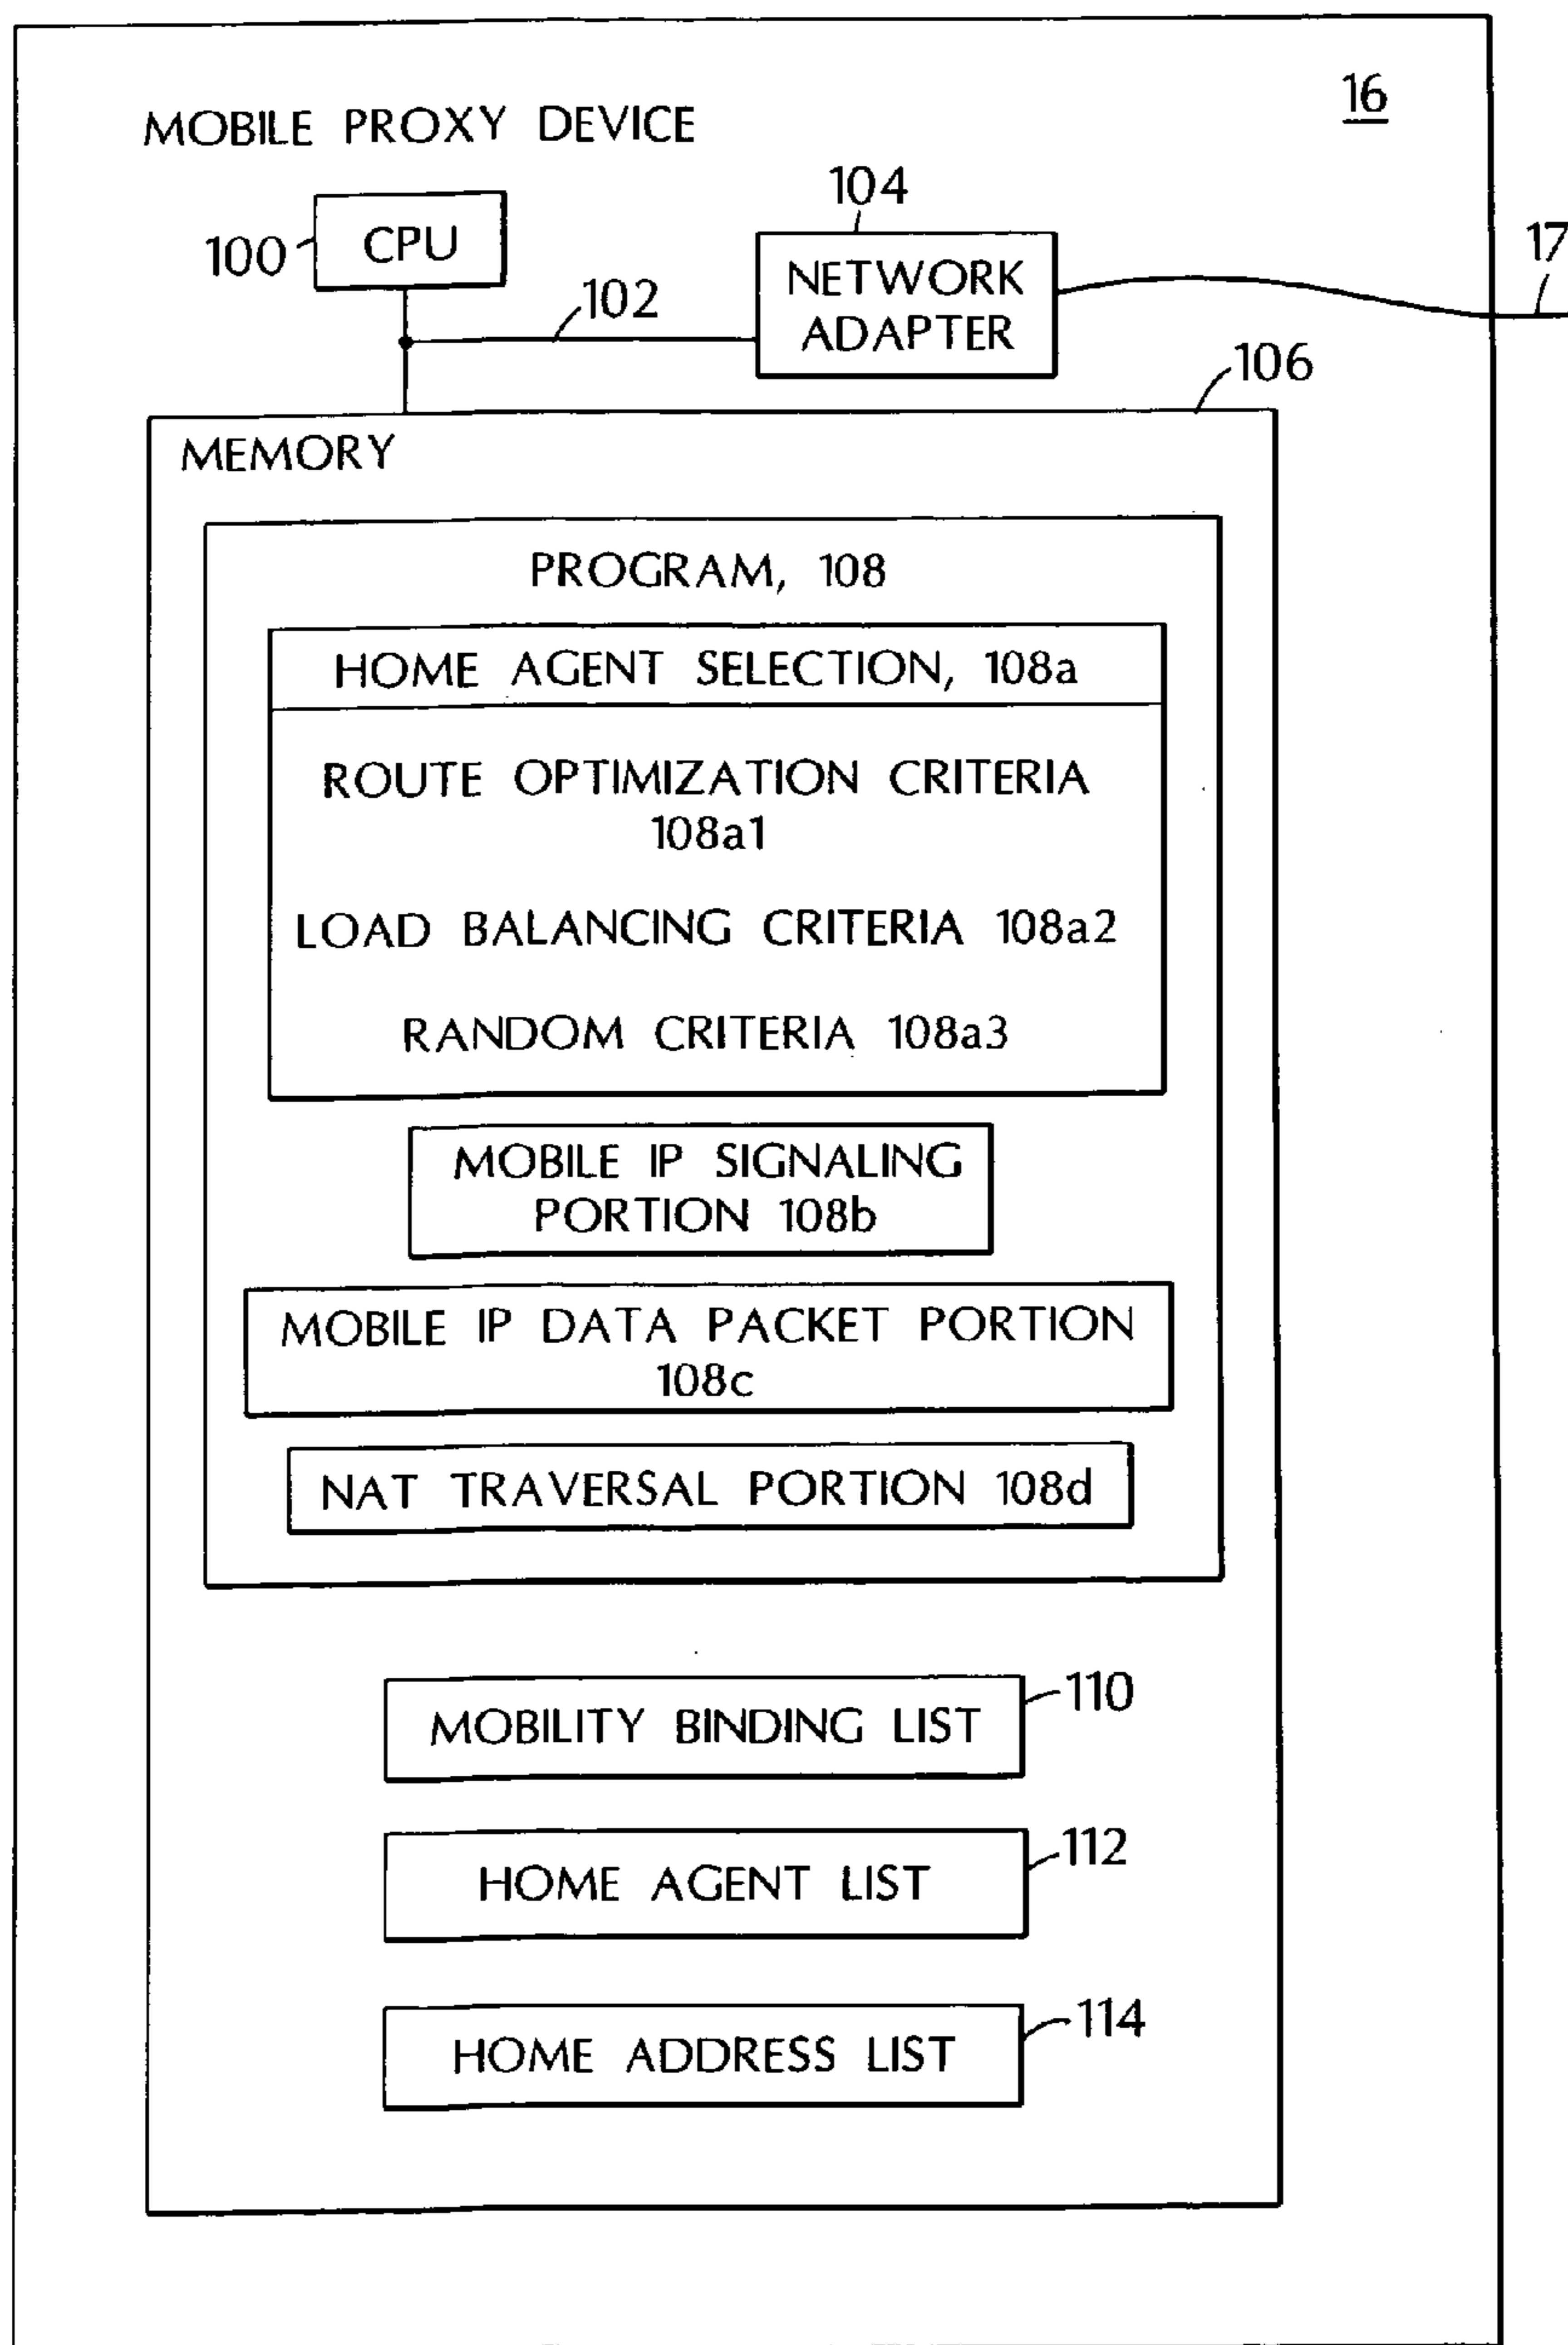 16
MOBILE PROXY DEVICE
104
100
CPU
NETWORK
ADAPTER
17
102
106
MEMORY
PROGRAM, 108
HOME AGENT SELECTION, 108a
ROUTE OPTIMIZATION CRITERIA
108a1
LOAD BALANCING CRITERIA 108a2
RANDOM CRITERIA 108a3
MOBILE IP SIGNALING
PORTION 108b
MOBILE IP DATA PACKET PORTION
108c
NAT TRAVERSAL PORTION 108d
110
MOBILITY BINDING LIST
112
HOME AGENT LIST
114
HOME ADDRESS LIST